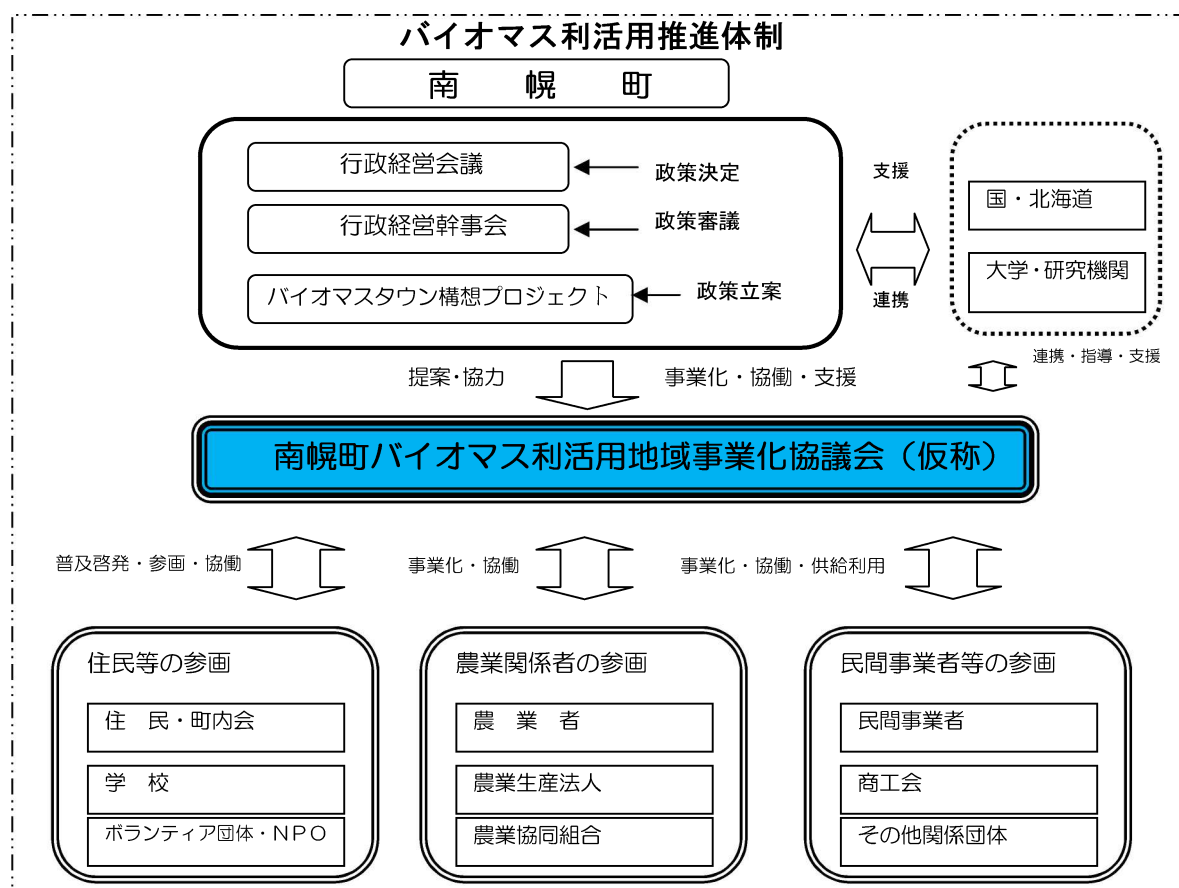 バイオマス利活用推進体制
南　幌　町
行政経営会議
政策決定
行政経営幹事会
政策審議
バイオマスタウン構想プロジェクト
政策立案
支援
連携
国・北海道
大学・研究機関
提案・協力
事業化・協働・支援
連携・指導・支援
南幌町バイオマス利活用地域事業化協議会（仮称）
普及啓発・参画・協働
事業化・協働
事業化・協働・供給利用
住民等の参画
住　民・町内会
学　校
ボランティア団体・ＮＰＯ
農業関係者の参画
農　業　者
農業生産法人
農業協同組合
民間事業者等の参画
民間事業者
商工会
その他関係団体